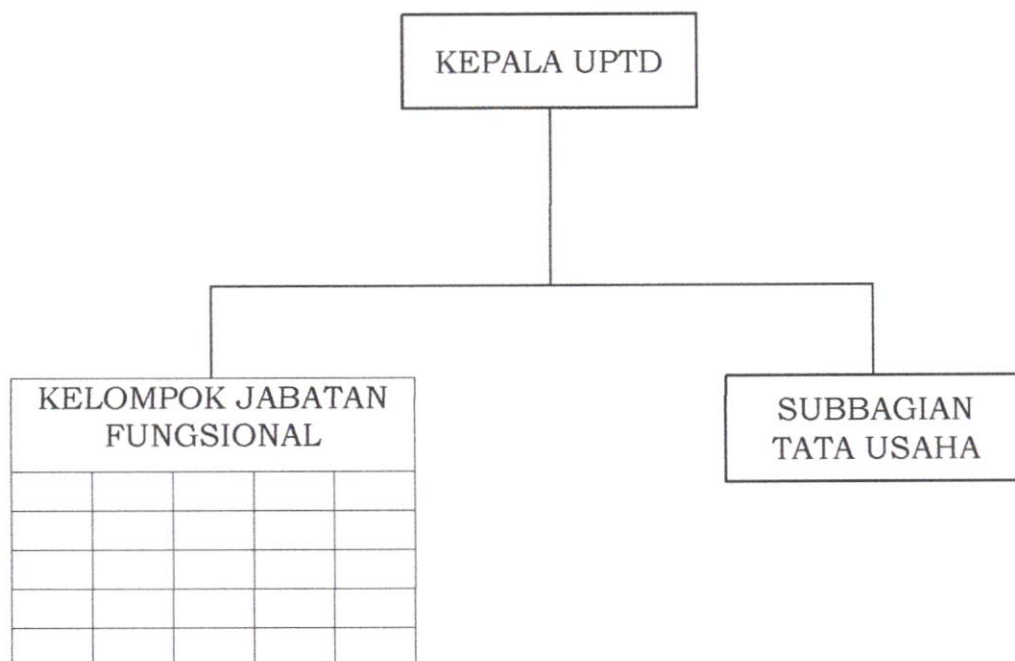 KEPALA UPTD
KELOMPOK JABATAN
FUNGSIONAL
SUBBAGIAN
TATA USAHA